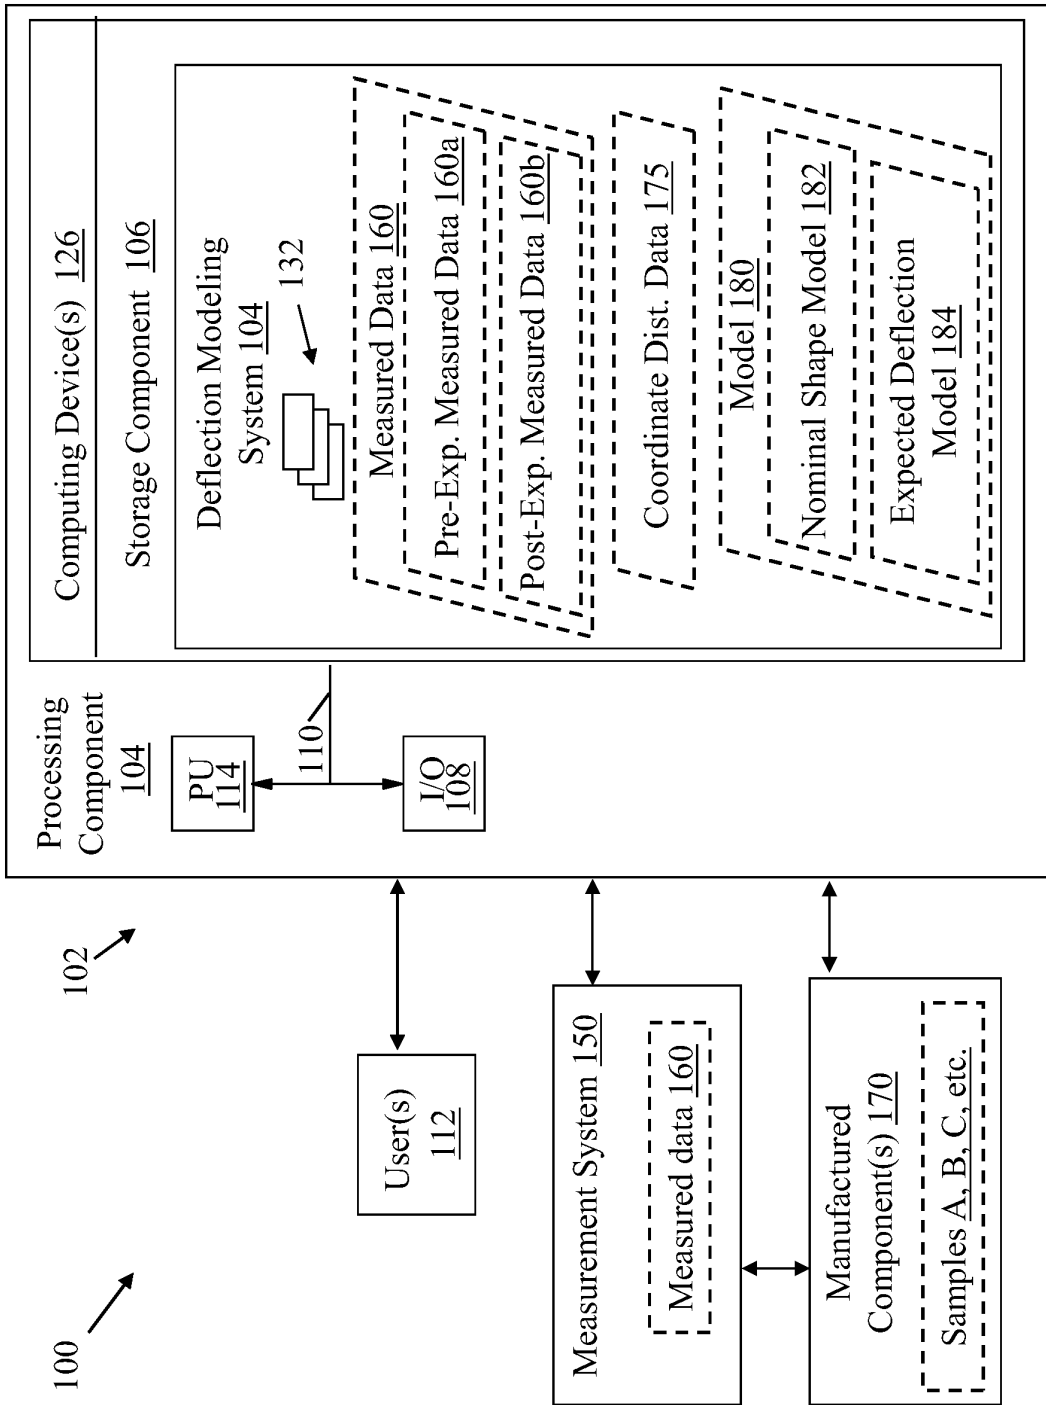 100
102
Processing
Component
104
PU
114
I/O
108
110
Computing Device(s) 126
Storage Component 106
Deflection Modeling
System 104
132
Measured Data 160
Pre-Exp. Measured Data 160a
Post-Exp. Measured Data 160b
Coordinate Dist. Data 175
Model 180
Nominal Shape Model 182
Expected Deflection
Model 184
User(s)
112
Measurement System 150
Measured data 160
Manufactured
Component(s) 170
Samples A, B, C, etc.